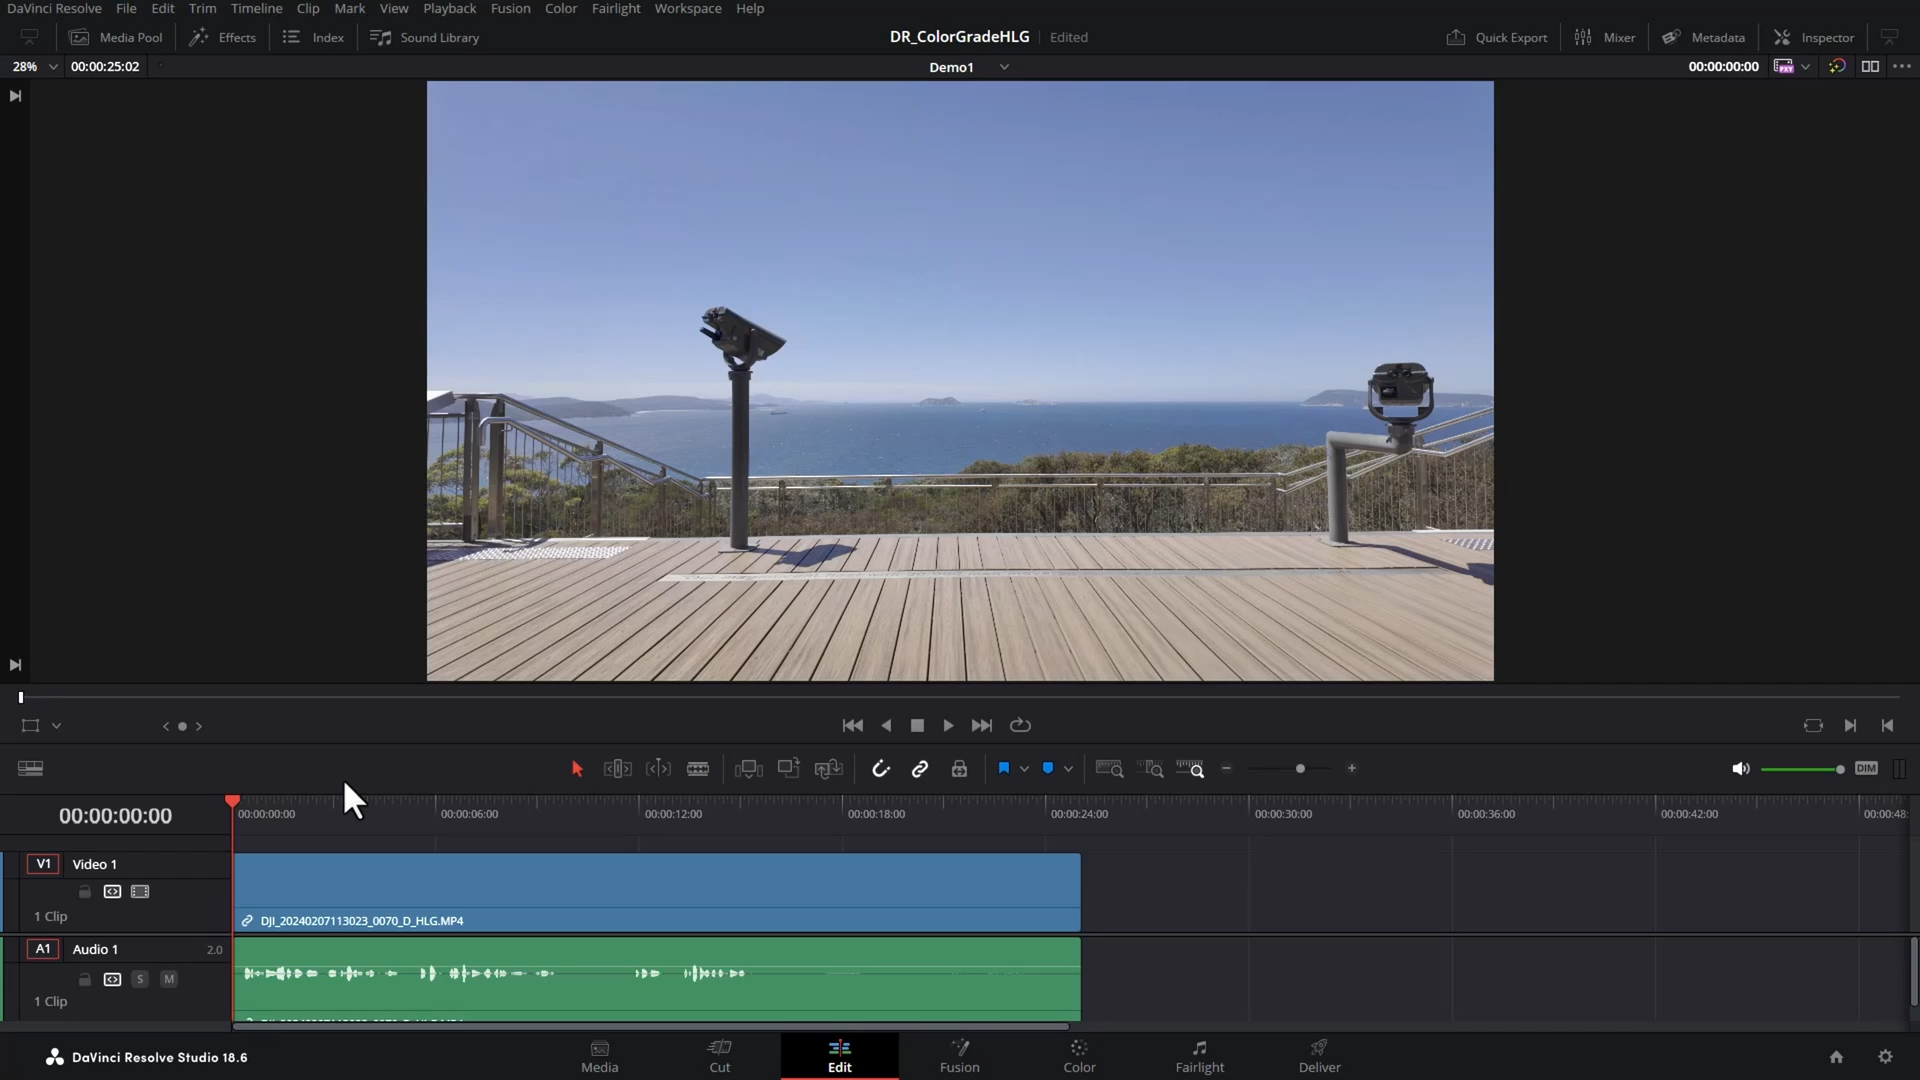 DaVinci Resolve File Edit Trim Timeline Clip Mark View Playback Fusion Color Fairlight Workspace Help
Media Pool Effects Index Sound Library DR_ColorGradeHLG Edited Quick Export Mixer Metadata Inspector
28% 00:00:25:02 Demo1 00:00:00:00 PXY
DIM
00:00:00:00 00:00:00:00 00:00:06:00 00:00:12:00 00:00:18:00 00:00:24:00 00:00:30:00 00:00:36:00 00:00:42:00 00:00:48:
V1 Video 1
1 Clip
DJI_20240207113023_0070_D_HLG.MP4
A1 Audio 1 2.0
S M
1 Clip
DaVinci Resolve Studio 18.6
Media Cut Edit Fusion Color Fairlight Deliver